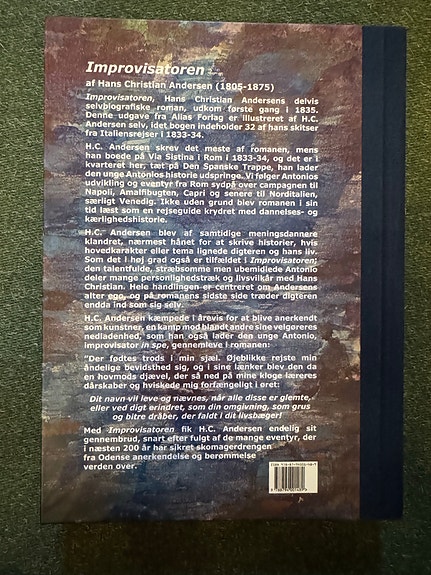 Improvisatoren
af Hans Christian Andersen (1805-1875)
Improvisatoren, Hans Christian Andersens delvis
selvbiografiske roman, udkom første gang i 1835.
Denne udgave fra Alias Forlag er illustreret af H.C.
Andersen selv, idet bogen indeholder 32 af hans skitser
fra Italiensrejser i 1833-34.
H.C. Andersen skrev det meste af romanen, mens
han boede på Via Sistina i Rom i 1833-34, og det er i
kvarteret her, tæt på Den Spanske Trappe, han lader
den unge Antonios historie udspringe. Vi følger Antonios
udvikling og eventyr fra Rom sydpå over campagnen til
Napoli, Amalfibugten, Capri og senere til Norditalien,
særligt Venedig. Ikke uden grund blev romanen i sin
tid læst som en rejseguide krydret med dannelses- og
kærlighedshistorie.
H.C. Andersen blev af samtidige meningsdannere
klandret, nærmest hånet for at skrive historier, hvis
hovedkarakter eller tema lignede digteren og hans liv.
Som det i høj grad også er tilfældet i Improvisatoren;
den talentfulde, stræbsomme men ubemidlede Antonio
deler mange personlighedstræk og livsvilkår med Hans
Christian. Hele handlingen er centreret om Andersens
alter ego, og på romanens sidste side træder digteren
endda ind som sig selv.
H.C. Andersen kæmpede i årevis for at blive anerkendt
som kunstner, en kamp mod blandt andre sine velgøreres
nedladenhed, som han også lader den unge Antonio,
improvisator in spe, gennemleve i romanen:
"Der fødtes trods i min sjæl. Øjeblikke rejste min
åndelige bevidsthed sig, og i sine lænker blev den da
en hovmods djævel, der så ned på mine kloge læreres
dårskaber og hviskede mig forfængeligt i øret:
Dit navn vil leve og nævnes, når alle disse er glemte,
eller ved digt erindret, som din omgivning, som grus
og bitre dråber, der faldt i dit livsbæger!
Med Improvisatoren fik H.C. Andersen endelig sit
gennembrud, snart efter fulgt af de mange eventyr, der
i næsten 200 år har sikret skomagerdrengen
fra Odense anerkendelse og berømmelse
verden over.